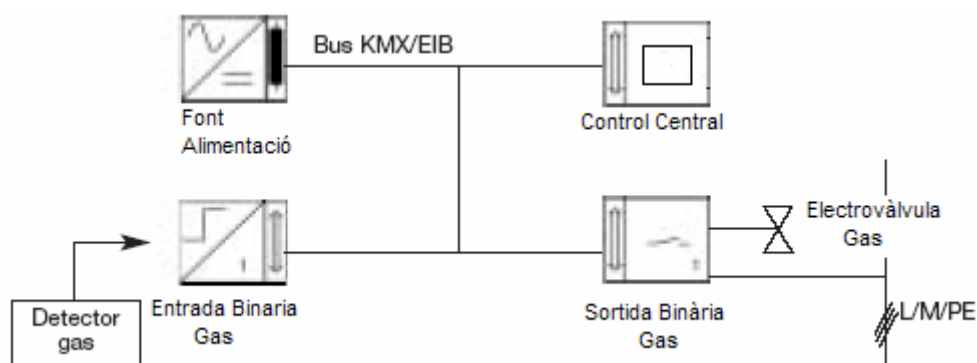 Bus KMX/EIB
Font
Alimentació
Control Central
Electrovàlvula
Gas
Detector
gas
Entrada Binaria
Gas
Sortida Binària
Gas
L/M/PE